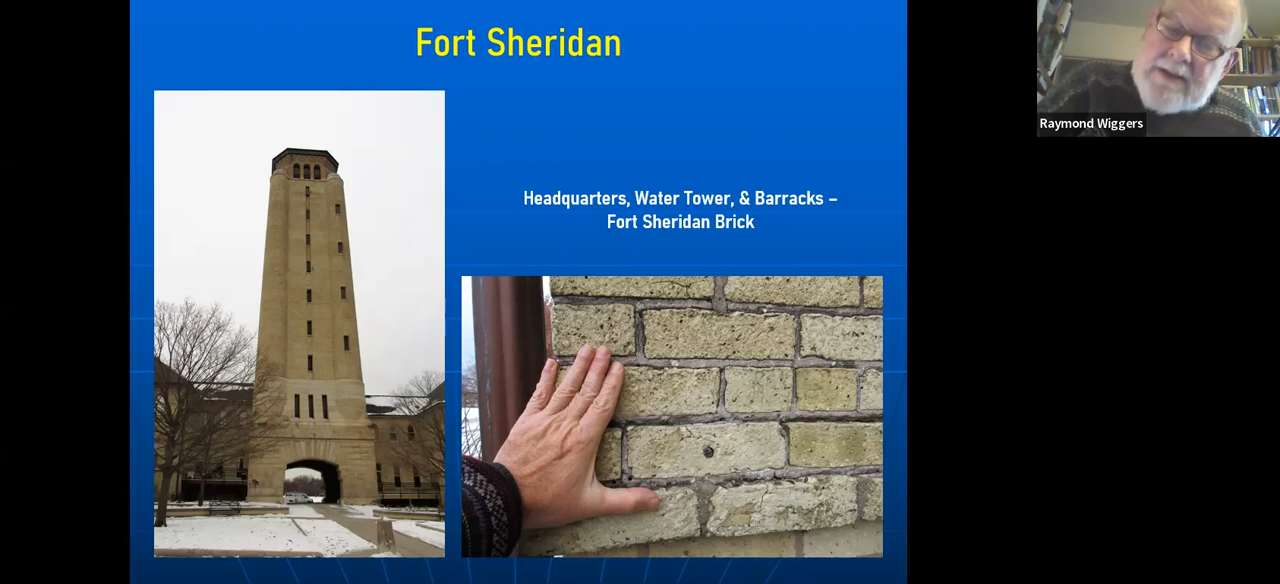 Fort Sheridan
Raymond Wiggers
Headquarters, Water Tower, & Barracks –
Fort Sheridan Brick